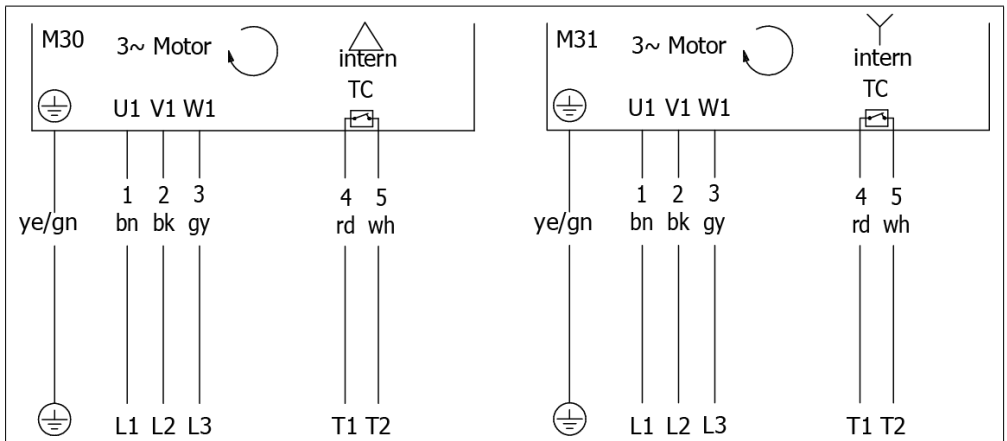 M30 3~ Motor intern
TC
U1 V1 W1
1 2 3 4 5
ye/gn bn bk gy rd wh
L1 L2 L3 T1 T2
M31 3~ Motor intern
TC
U1 V1 W1
1 2 3 4 5
ye/gn bn bk gy rd wh
L1 L2 L3 T1 T2